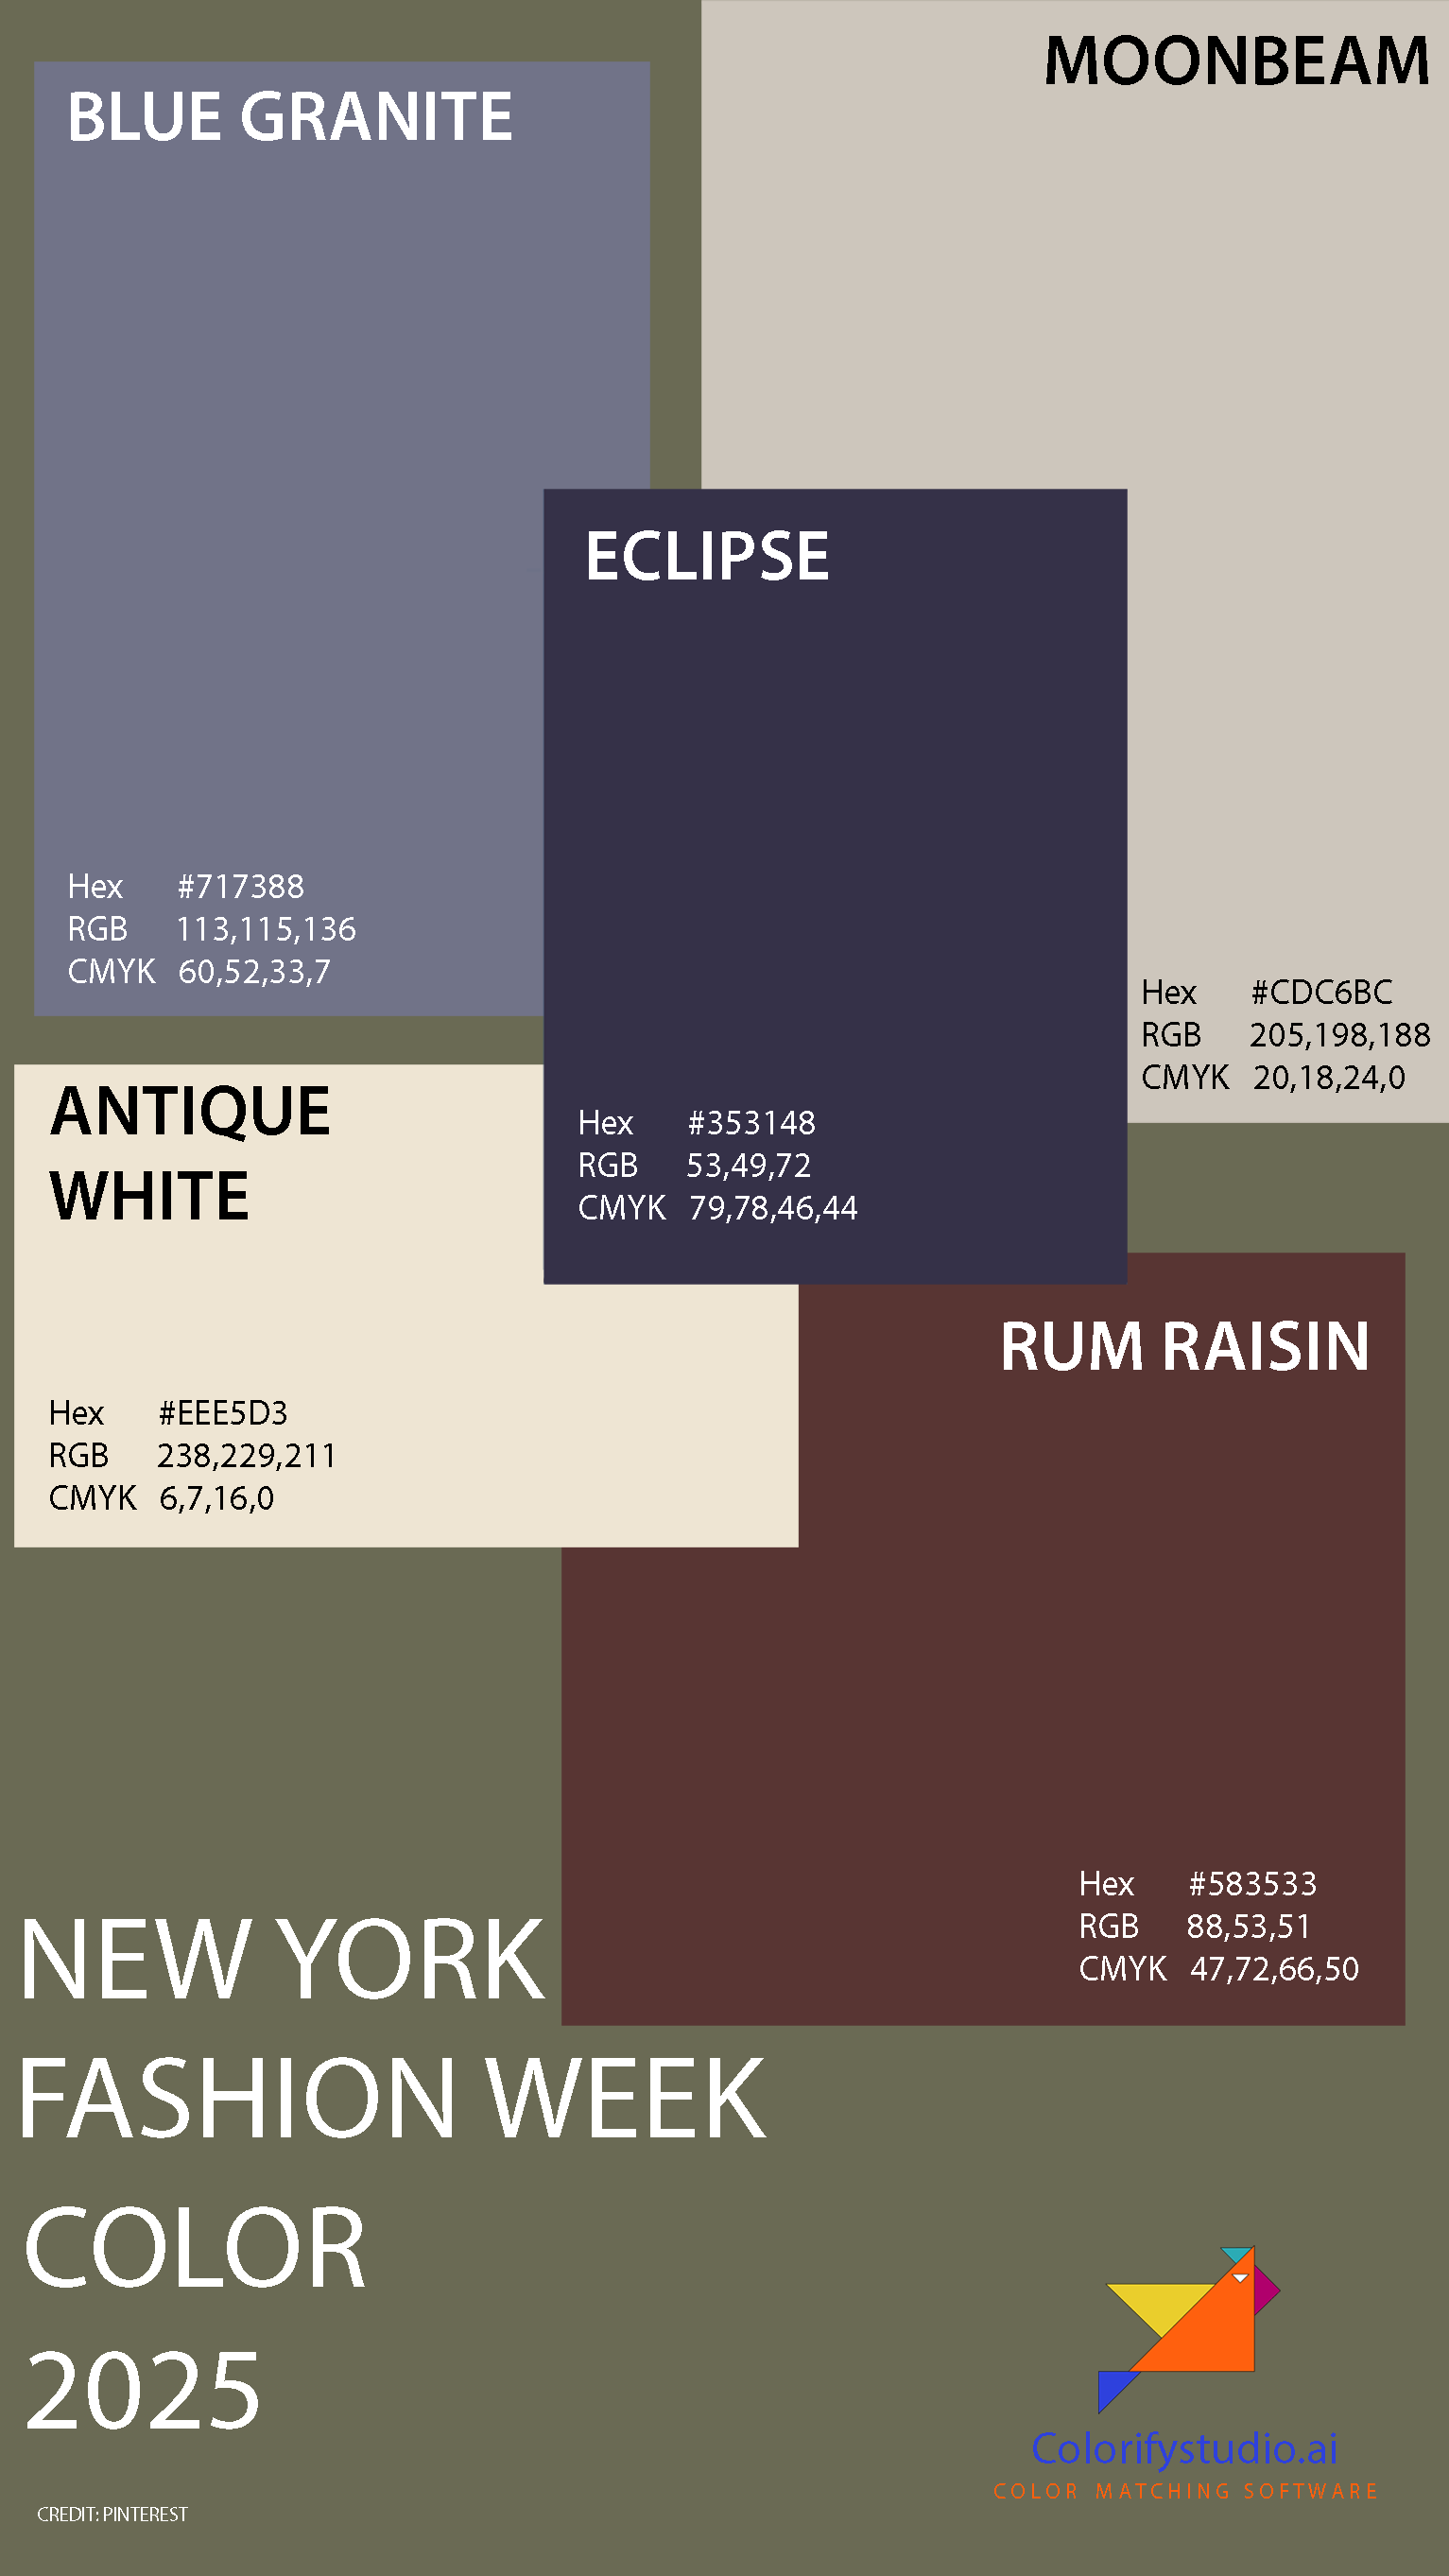 MOONBEAM
BLUE GRANITE
ECLIPSE
Hex #717388
RGB 113,115,136
CMYK 60,52,33,7
Hex #CDC6BC
RGB 205,198,188
CMYK 20,18,24,0
ANTIQUE
WHITE
Hex #353148
RGB 53,49,72
CMYK 79,78,46,44
RUM RAISIN
Hex #EEE5D3
RGB 238,229,211
CMYK 6,7,16,0
Hex #583533
RGB 88,53,51
CMYK 47,72,66,50
NEW YORK
FASHION WEEK
COLOR
2025
Colorifystudio.ai
COLOR MATCHING SOFTWARE
CREDIT: PINTEREST